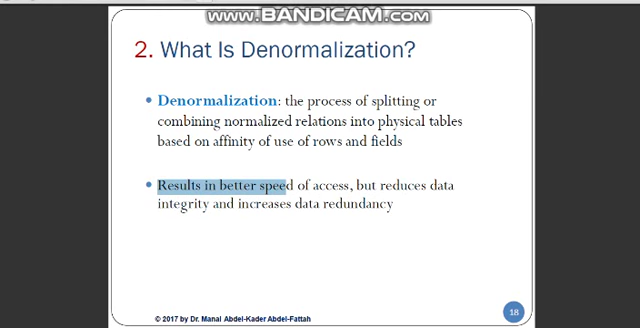 www.BANDICAM.com
2. What Is Denormalization?
• Denormalization: the process of splitting or
combining normalized relations into physical tables
based on affinity of use of rows and fields
• Results in better speed of access, but reduces data
integrity and increases data redundancy
© 2017 by Dr. Manal Abdel-Kader Abdel-Fattah
18